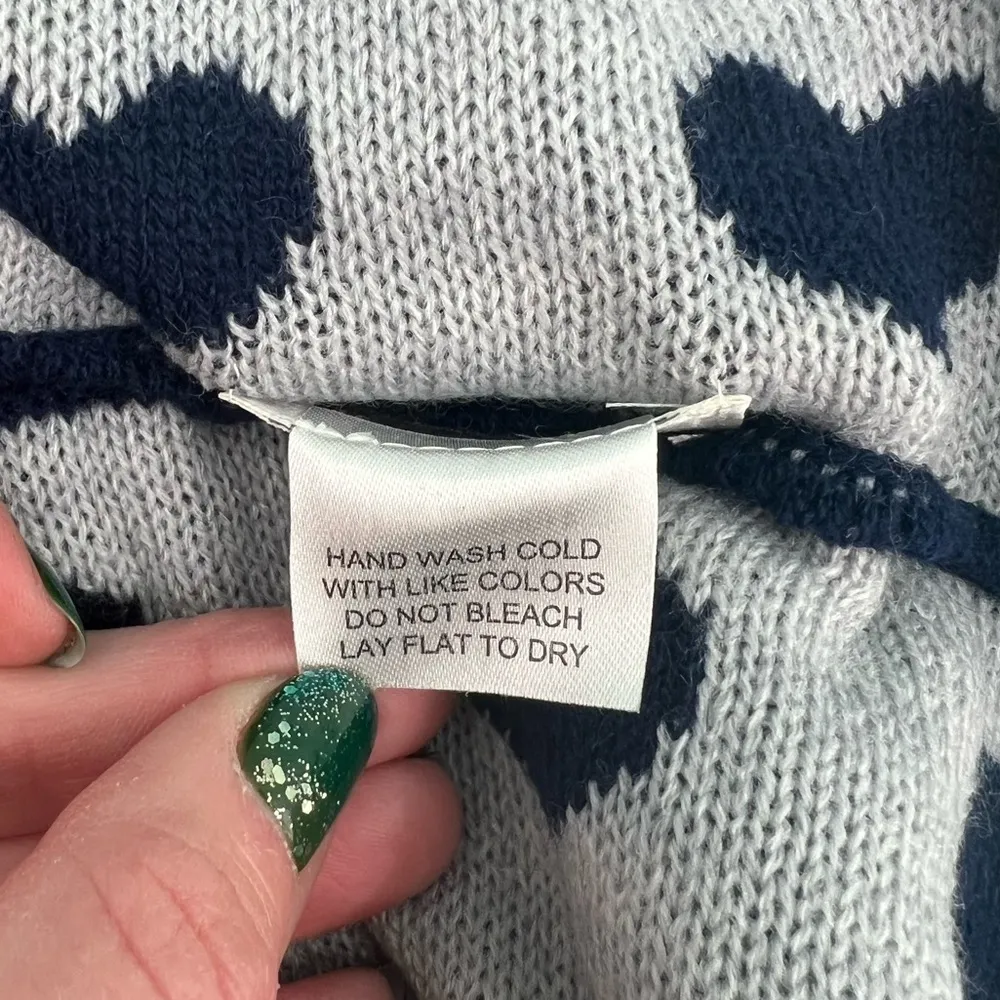 HAND WASH COLD
WITH LIKE COLORS
DO NOT BLEACH
LAY FLAT TO DRY